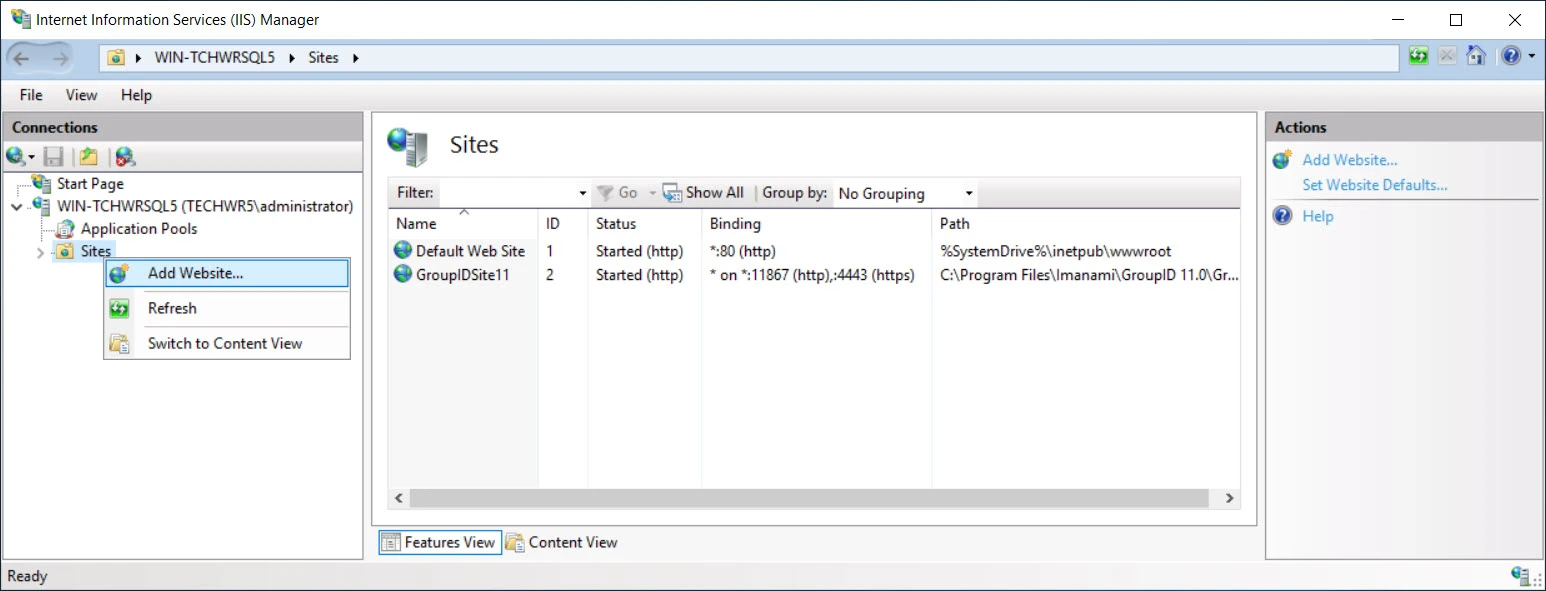 Internet Information Services (IIS) Manager
WIN-TCHWRSQL5 Sites
File View Help
Connections
Start Page
WIN-TCHWRSQL5 (TECHWR5\administrator)
Application Pools
Sites
Add Website...
Refresh
Switch to Content View
Sites
Filter: Go Show All Group by: No Grouping
Name ID Status Binding Path
Default Web Site 1 Started (http) *:80 (http) %SystemDrive%\inetpub\wwwroot
GroupIDSite11 2 Started (http) * on *:11867 (http),:4443 (https) C:\Program Files\Imanami\GroupID 11.0\Gr...
Features View Content View
Actions
Add Website...
Set Website Defaults...
Help
Ready